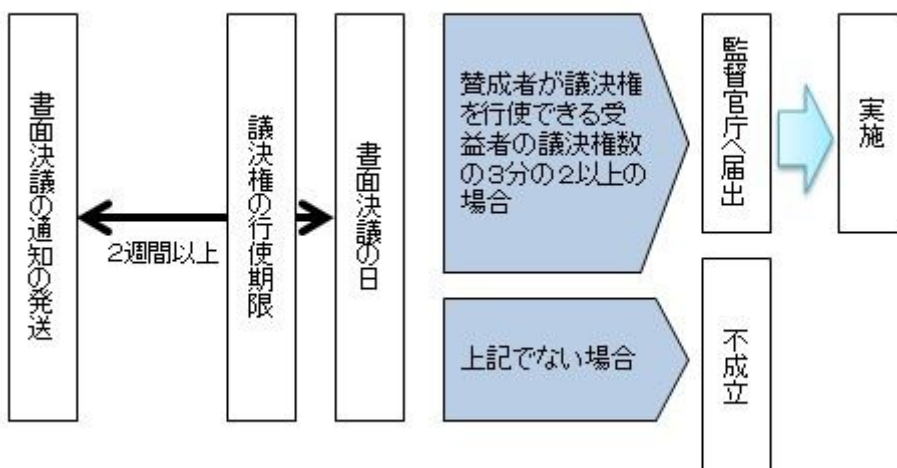 書面決議の通知の発送
2週間以上
議決権の行使期限
書面決議の日
賛成者が議決権
を行使できる受
益者の議決権数
の3分の2以上の
場合
監督官庁へ届出
実施
上記でない場合
不成立